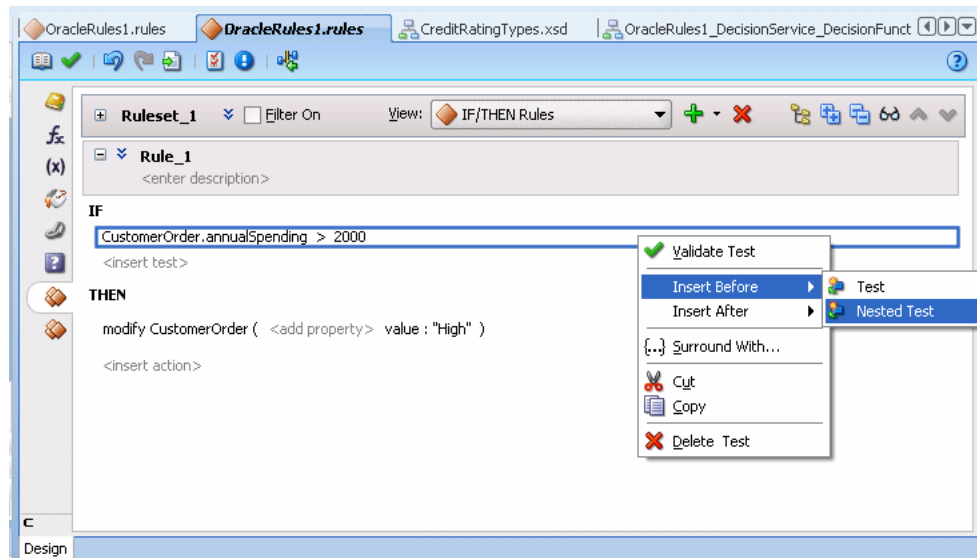 OracleRules1.rules
OracleRules1.rules
CreditRatingTypes.xsd
OracleRules1_DecisionService_DecisionFunct
Ruleset_1
Filter On
View:
IF/THEN Rules
fx
(x)
Rule_1
<enter description>
IF
CustomerOrder.annualSpending > 2000
<insert test>
THEN
modify CustomerOrder ( <add property> value : "High" )
<insert action>
Validate Test
Insert Before
Test
Insert After
Nested Test
{...} Surround With...
Cut
Copy
Delete Test
C
Design